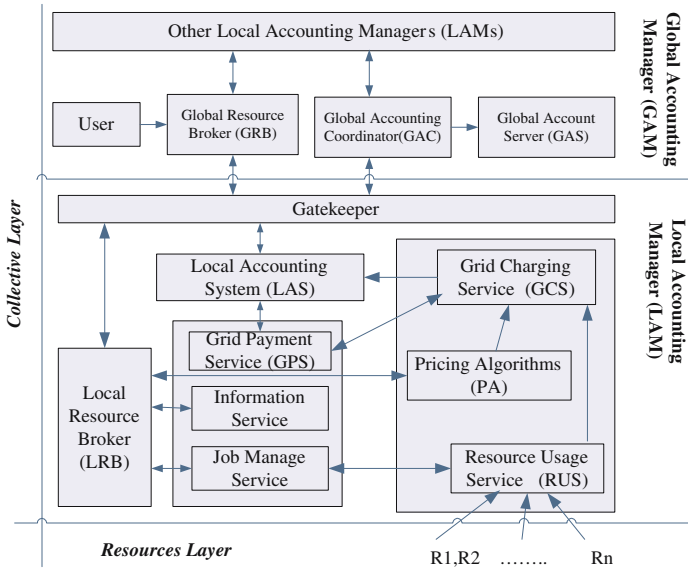 Other Local Accounting Managers (LAMs)
User
Global Resource
Broker (GRB)
Global Accounting
Coordinator(GAC)
Global Account
Server (GAS)
Global Accounting
Manager (GAM)
Gatekeeper
Collective Layer
Local Accounting
System (LAS)
Grid Charging
Service (GCS)
Local Accounting
Manager (LAM)
Grid Payment
Service (GPS)
Pricing Algorithms
(PA)
Local
Resource
Broker
(LRB)
Information
Service
Job Manage
Service
Resource Usage
Service (RUS)
Resources Layer
R1,R2 …….. Rn